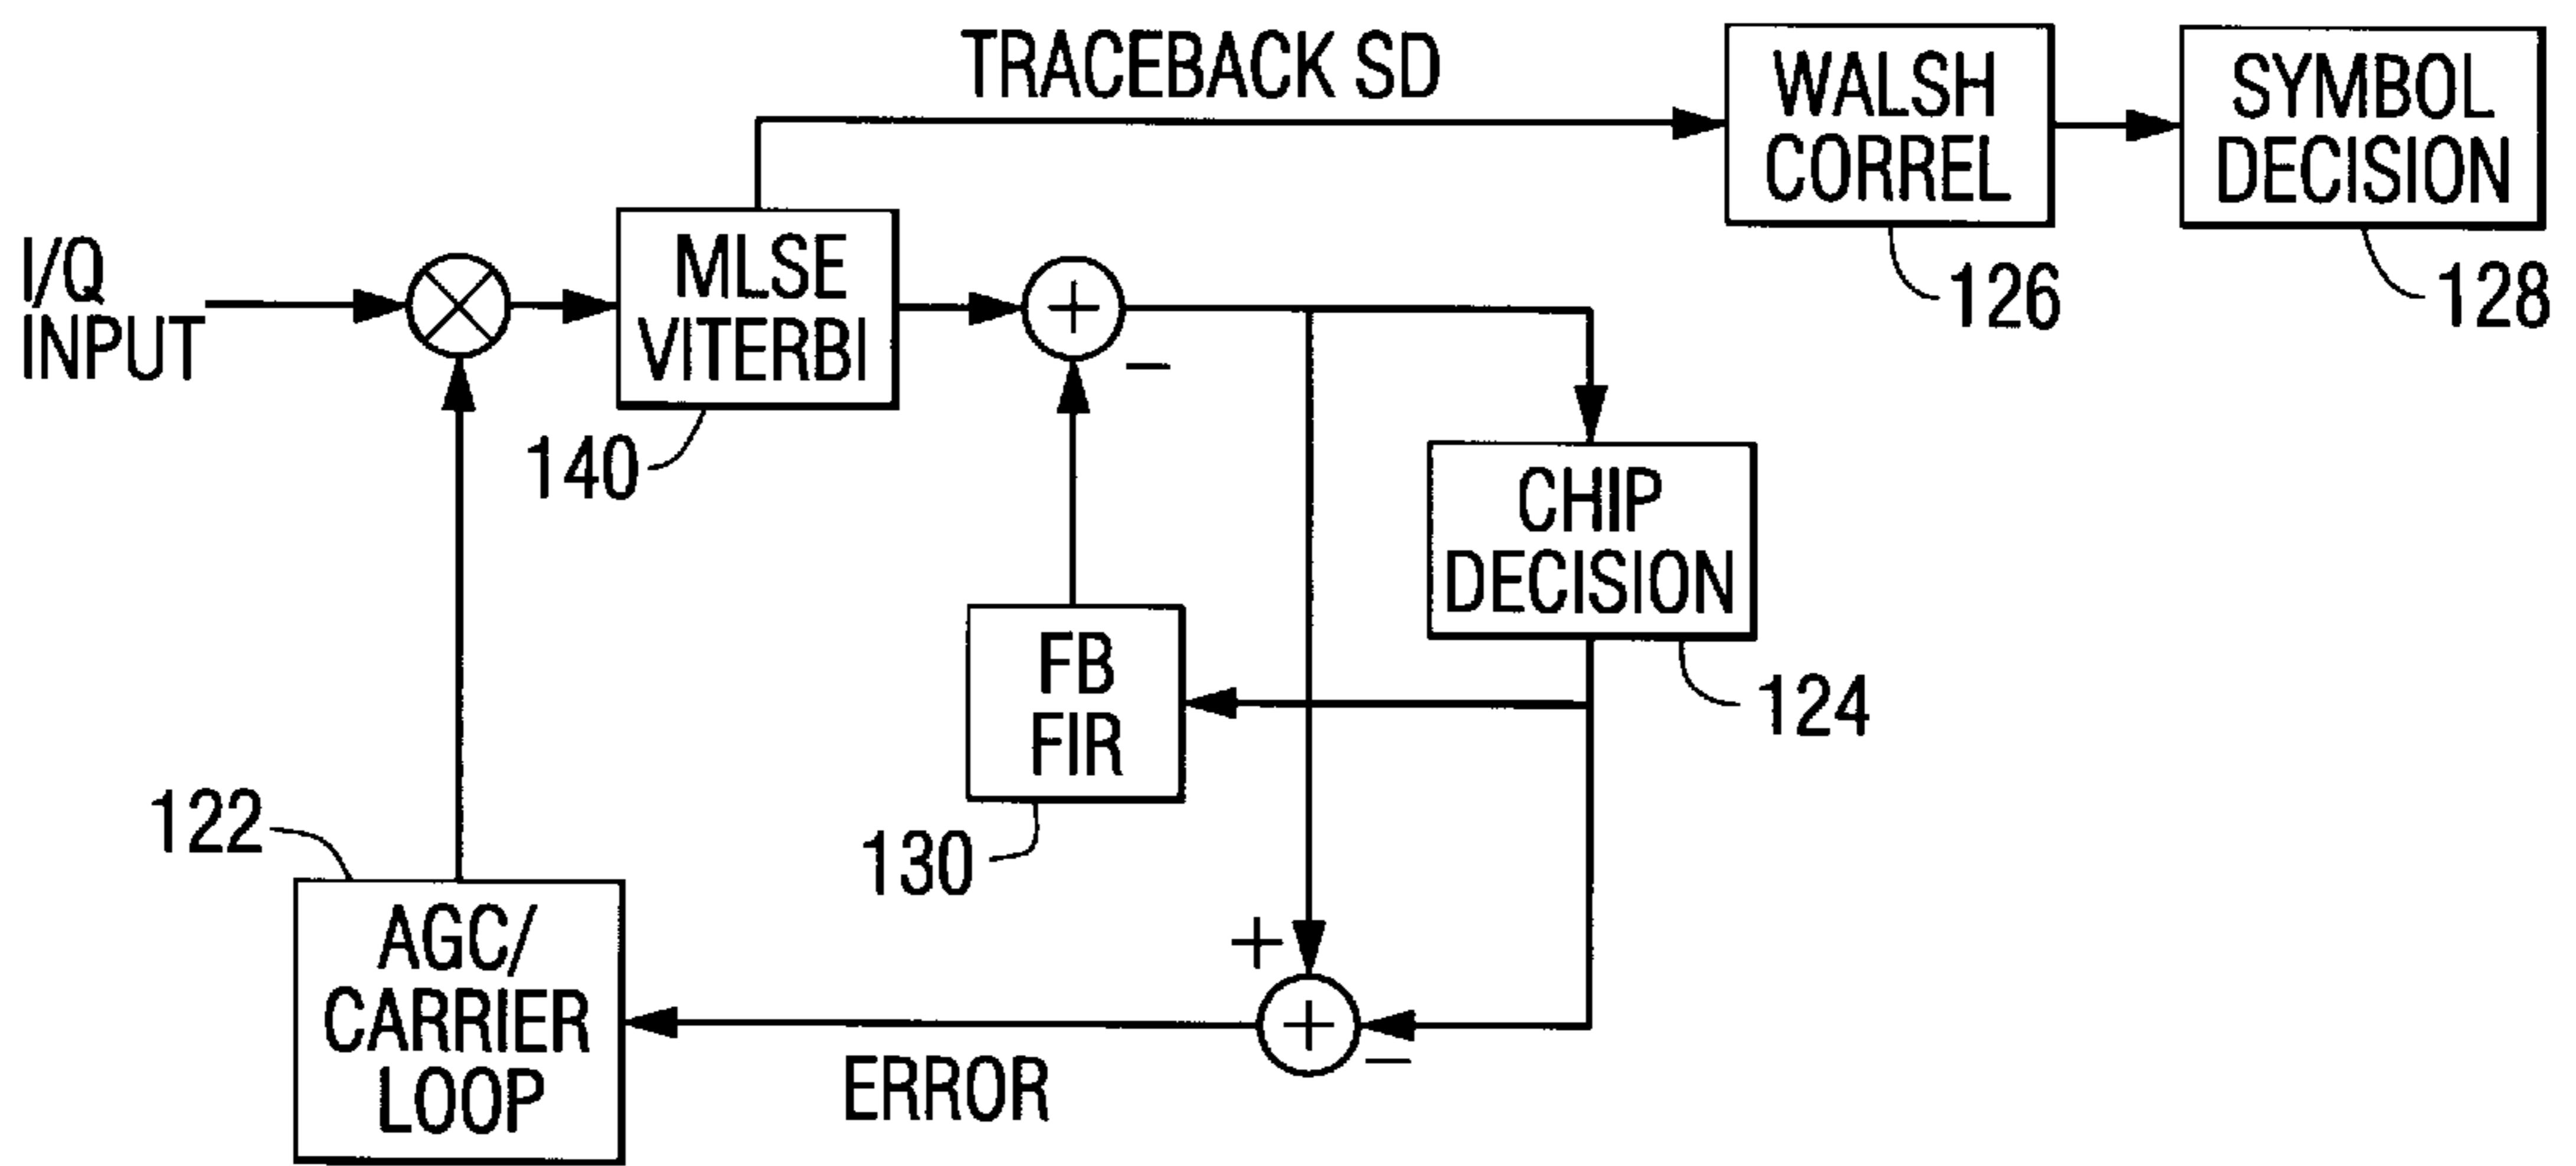 TRACEBACK SD
WALSH
CORREL
126
SYMBOL
DECISION
128
I/Q
INPUT
MLSE
VITERBI
140
+
−
CHIP
DECISION
124
FB
FIR
130
122
AGC/
CARRIER
LOOP
+
+
−
ERROR